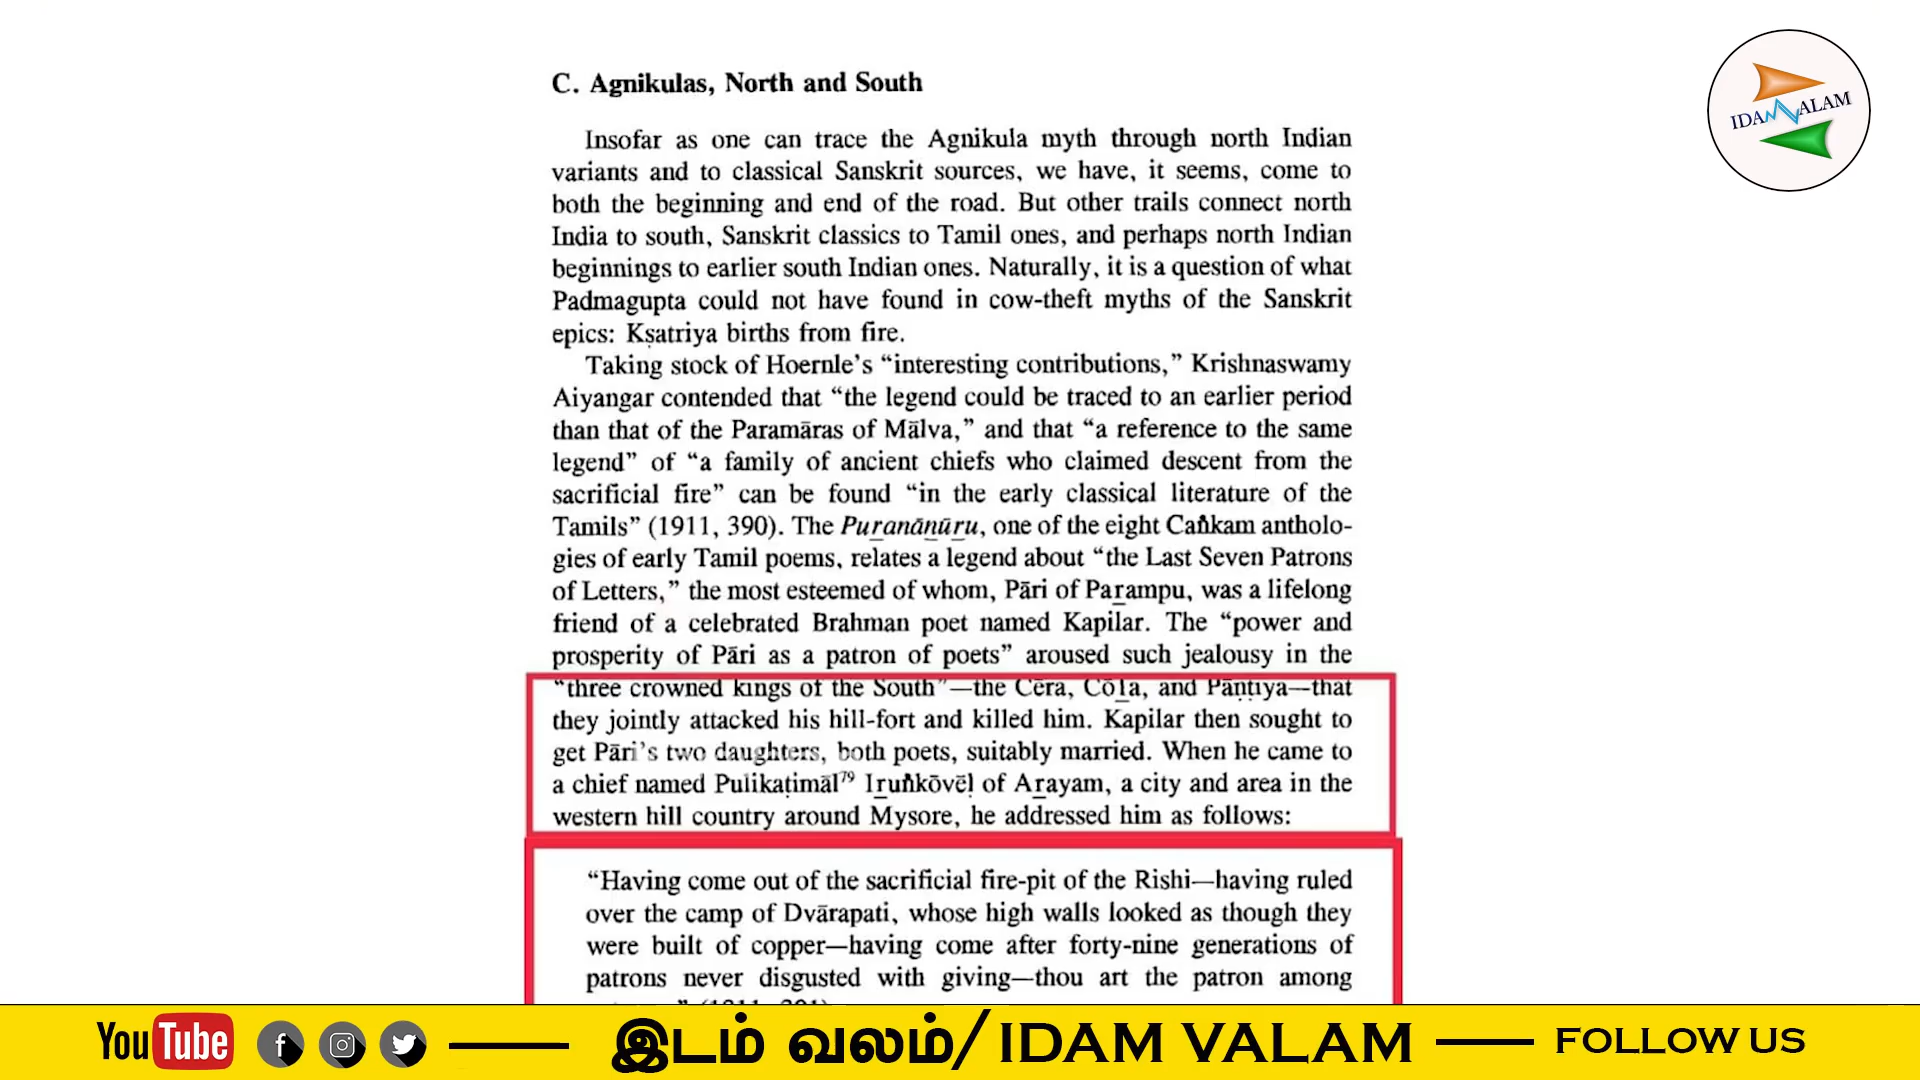 C. Agnikulas, North and South
Insofar as one can trace the Agnikula myth through north Indian
variants and to classical Sanskrit sources, we have, it seems, come to
both the beginning and end of the road. But other trails connect north
India to south, Sanskrit classics to Tamil ones, and perhaps north Indian
beginnings to earlier south Indian ones. Naturally, it is a question of what
Padmagupta could not have found in cow-theft myths of the Sanskrit
epics: Kṣatriya births from fire.
Taking stock of Hoernle's “interesting contributions,” Krishnaswamy
Aiyangar contended that “the legend could be traced to an earlier period
than that of the Paramāras of Mālva,” and that “a reference to the same
legend” of “a family of ancient chiefs who claimed descent from the
sacrificial fire” can be found “in the early classical literature of the
Tamils” (1911, 390). The Puṟanāṉūṟu, one of the eight Caṅkam antholo-
gies of early Tamil poems, relates a legend about “the Last Seven Patrons
of Letters,” the most esteemed of whom, Pāri of Paṟampu, was a lifelong
friend of a celebrated Brahman poet named Kapilar. The “power and
prosperity of Pāri as a patron of poets” aroused such jealousy in the
“three crowned kings of the South”—the Cēra, Cōḻa, and Pāṇṭiya—that
they jointly attacked his hill-fort and killed him. Kapilar then sought to
get Pāri's two daughters, both poets, suitably married. When he came to
a chief named Pulikaṭimāl⁷⁹ Iṟuṅkōvēḷ of Aṟayam, a city and area in the
western hill country around Mysore, he addressed him as follows:
“Having come out of the sacrificial fire-pit of the Rishi—having ruled
over the camp of Dvārapati, whose high walls looked as though they
were built of copper—having come after forty-nine generations of
patrons never disgusted with giving—thou art the patron among
IDAM VALAM
YouTube
இடம் வலம்/ IDAM VALAM
FOLLOW US